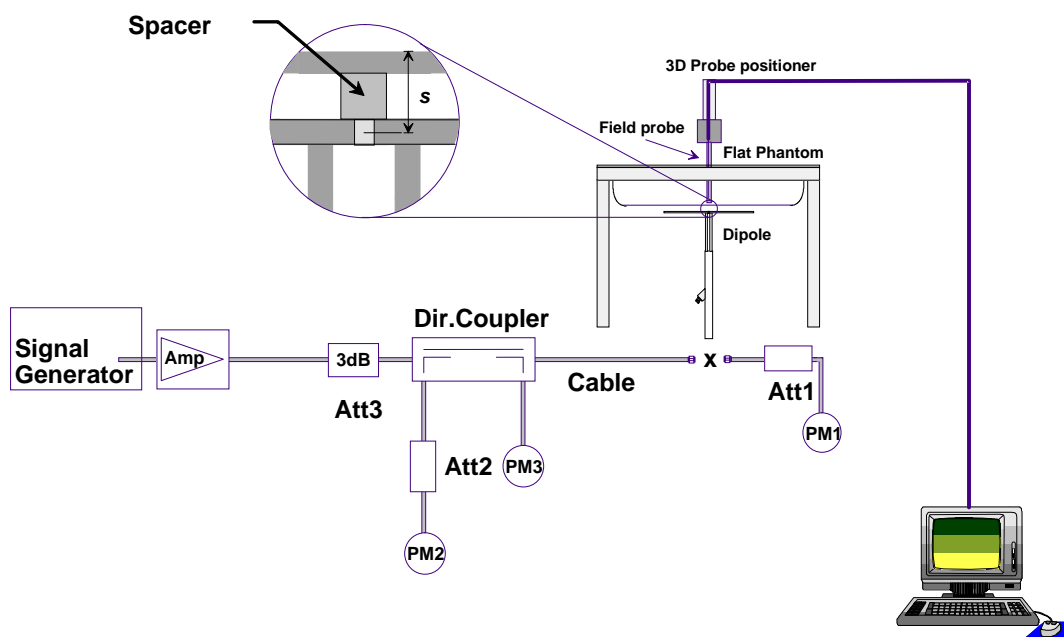 Spacer
s
3D Probe positioner
Field probe
Flat Phantom
Dipole
Dir.Coupler
Signal
Generator
Amp
3dB
Att3
Cable
x
Att1
PM1
Att2
PM3
PM2